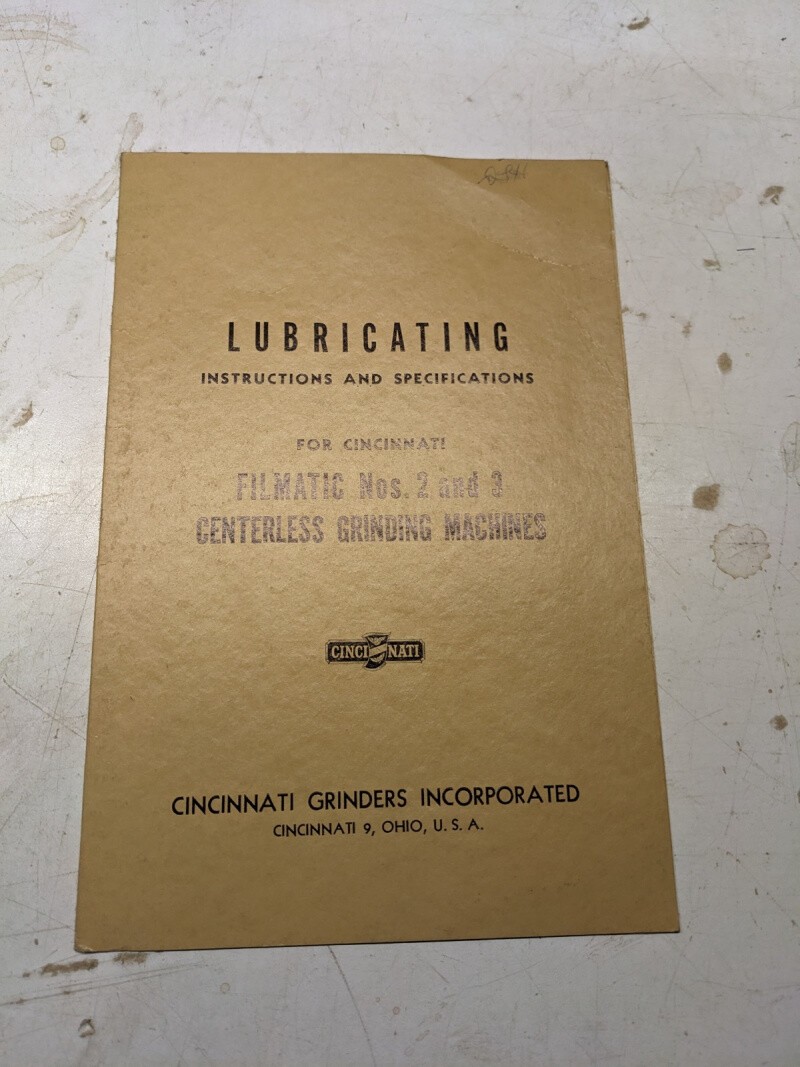 LUBRICATING
INSTRUCTIONS AND SPECIFICATIONS
FOR CINCINNATI
FILMATIC Nos. 2 and 3
CENTERLESS GRINDING MACHINES
CINCINNATI
CINCINNATI GRINDERS INCORPORATED
CINCINNATI 9, OHIO, U. S. A.